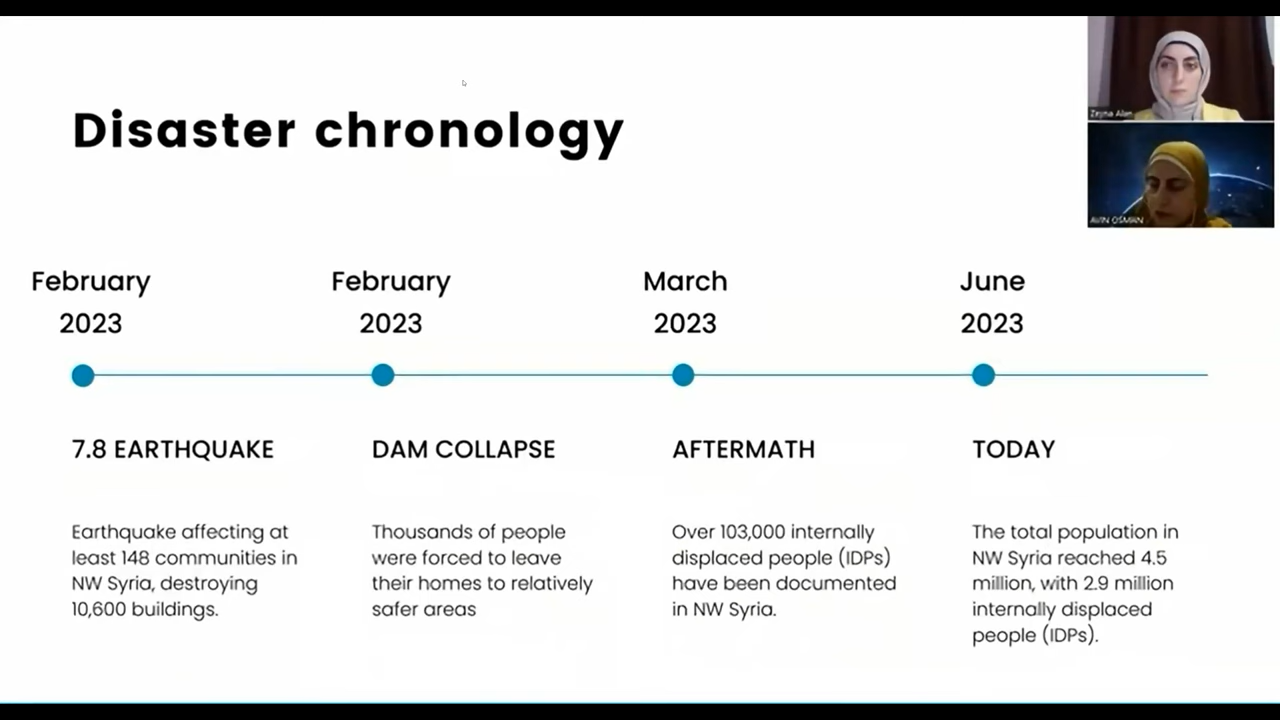 Disaster chronology
Zeyna Allan
AVIN OSMAN
February
2023
February
2023
March
2023
June
2023
7.8 EARTHQUAKE
DAM COLLAPSE
AFTERMATH
TODAY
Earthquake affecting at
least 148 communities in
NW Syria, destroying
10,600 buildings.
Thousands of people
were forced to leave
their homes to relatively
safer areas
Over 103,000 internally
displaced people (IDPs)
have been documented
in NW Syria.
The total population in
NW Syria reached 4.5
million, with 2.9 million
internally displaced
people (IDPs).